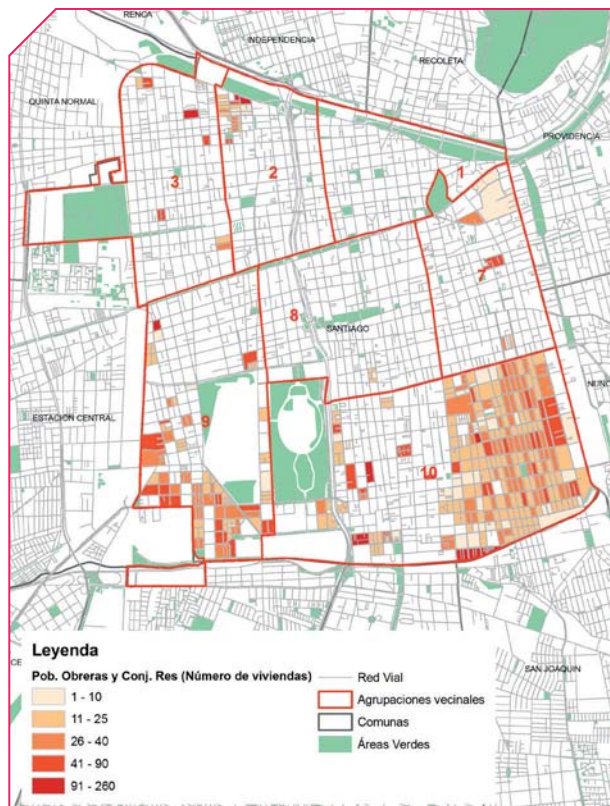 RENCA
INDEPENDENCIA
RECOLETA
QUINTA NORMAL
PROVIDENCIA
1
2
3
7
8
SANTIAGO
ÑUÑOA
ESTACIÓN CENTRAL
9
10
Leyenda
Pob. Obreras y Conj. Res (Número de viviendas)
1 - 10
11 - 25
26 - 40
41 - 90
91 - 260
Red Vial
Agrupaciones vecinales
Comunas
Áreas Verdes
SAN JOAQUIN